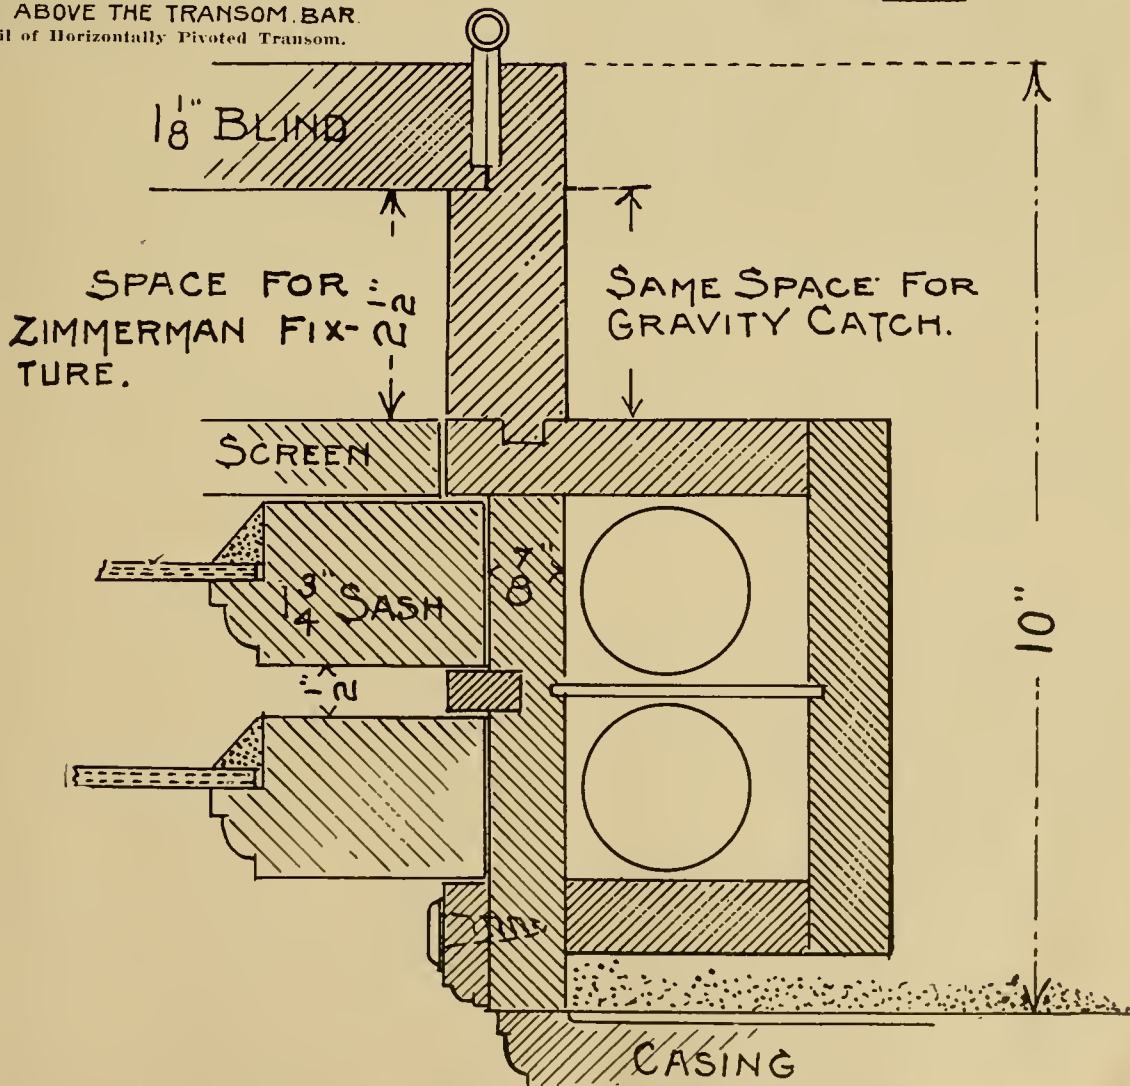 ABOVE THE TRANSOM BAR.
il of Horizontally Pivoted Transom.
1 1/8" BLIND
SPACE FOR
ZIMMERMAN FIX-
TURE.
2 1/2"
SAME SPACE FOR
GRAVITY CATCH.
SCREEN
7/8"
1 3/4" SASH
1/2"
10"
CASING